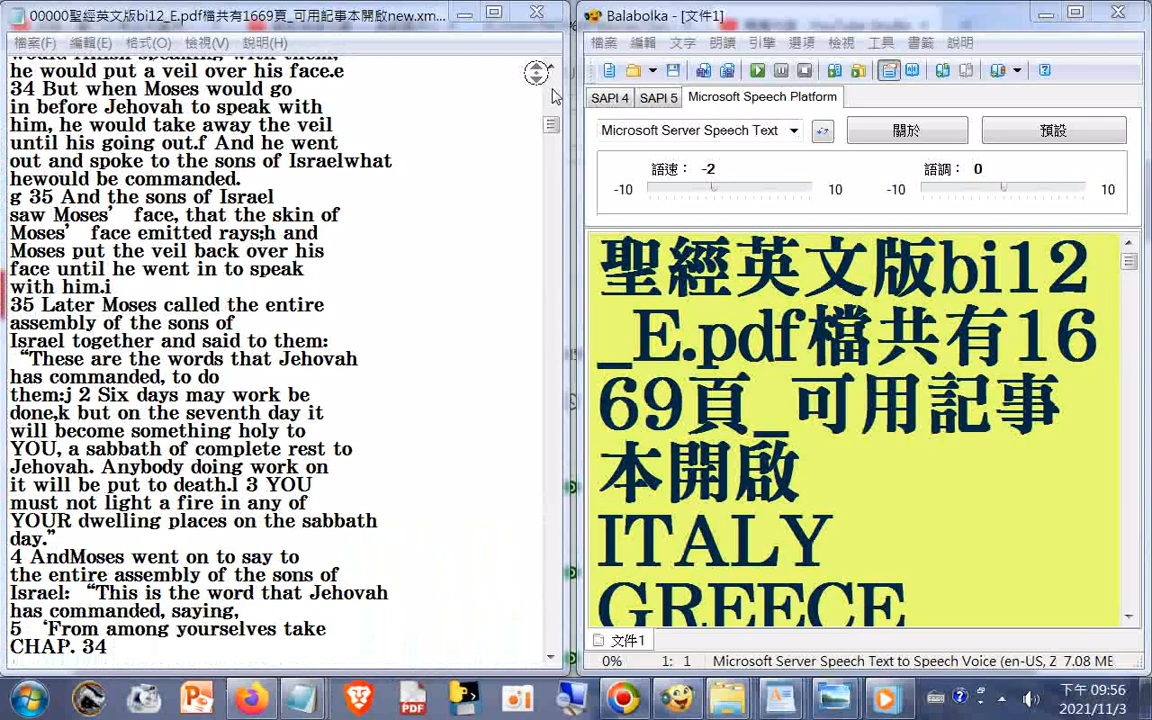 00000聖經英文版bi12_E.pdf檔共有1669頁_可用記事本開啟new.xm...
檔案(F) 編輯(E) 格式(O) 檢視(V) 說明(H)
he would put a veil over his face.e
34 But when Moses would go
in before Jehovah to speak with
him, he would take away the veil
until his going out.f And he went
out and spoke to the sons of Israelwhat
hewould be commanded.
g 35 And the sons of Israel
saw Moses’ face, that the skin of
Moses’ face emitted rays;h and
Moses put the veil back over his
face until he went in to speak
with him.i
35 Later Moses called the entire
assembly of the sons of
Israel together and said to them:
“These are the words that Jehovah
has commanded, to do
them:j 2 Six days may work be
done,k but on the seventh day it
will become something holy to
YOU, a sabbath of complete rest to
Jehovah. Anybody doing work on
it will be put to death.l 3 YOU
must not light a fire in any of
YOUR dwelling places on the sabbath
day.”
4 AndMoses went on to say to
the entire assembly of the sons of
Israel: “This is the word that Jehovah
has commanded, saying,
5 ‘From among yourselves take
CHAP. 34
Balabolka - [文件1]
檔案 編輯 文字 朗讀 引擎 選項 檢視 工具 書籤 說明
SAPI 4 SAPI 5 Microsoft Speech Platform
Microsoft Server Speech Text 關於 預設
語速： -2 語調： 0
-10 10 -10 10
聖經英文版bi12
_E.pdf檔共有16
69頁_可用記事
本開啟
ITALY
GREECE
文件1
0% 1: 1 Microsoft Server Speech Text to Speech Voice (en-US, Z 7.08 ME
PDF
下午 09:56
2021/11/3